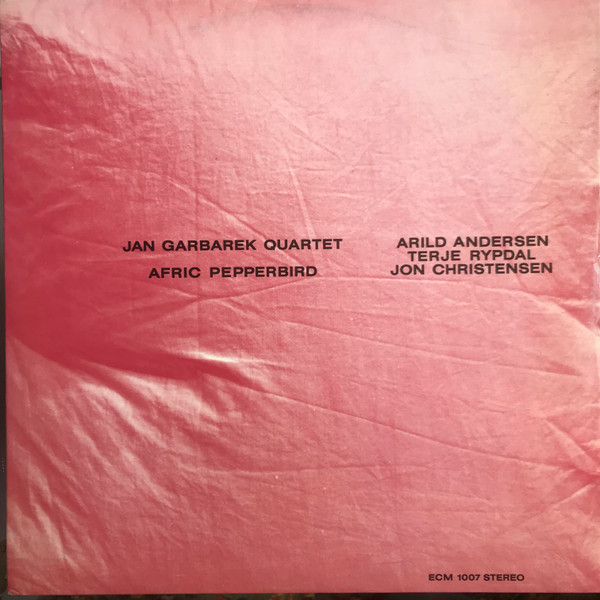 JAN GARBAREK QUARTET
AFRIC PEPPERBIRD
ARILD ANDERSEN
TERJE RYPDAL
JON CHRISTENSEN
ECM 1007 STEREO